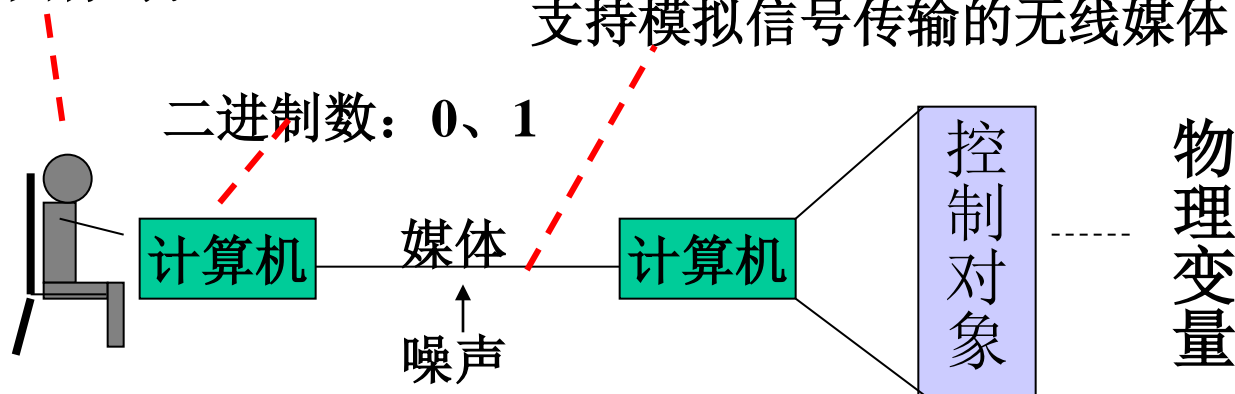 支持模拟信号传输的无线媒体
二进制数：0、1
计算机
媒体
计算机
噪声
控制对象
物理变量